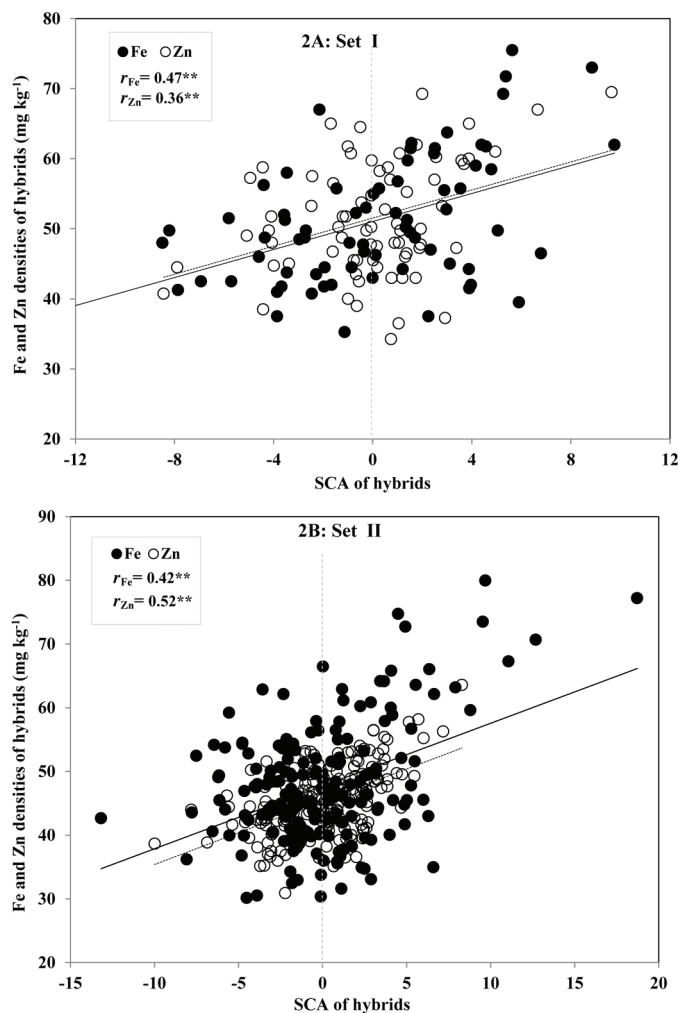 2A: Set I
Fe Zn
rFe= 0.47**
rZn= 0.36**
80
70
60
50
40
30
20
-12 -8 -4 0 4 8 12
Fe and Zn densities of hybrids (mg kg-1)
SCA of hybrids
2B: Set II
Fe Zn
rFe= 0.42**
rZn= 0.52**
90
80
70
60
50
40
30
20
-15 -10 -5 0 5 10 15 20
Fe and Zn densities of hybrids (mg kg-1)
SCA of hybrids